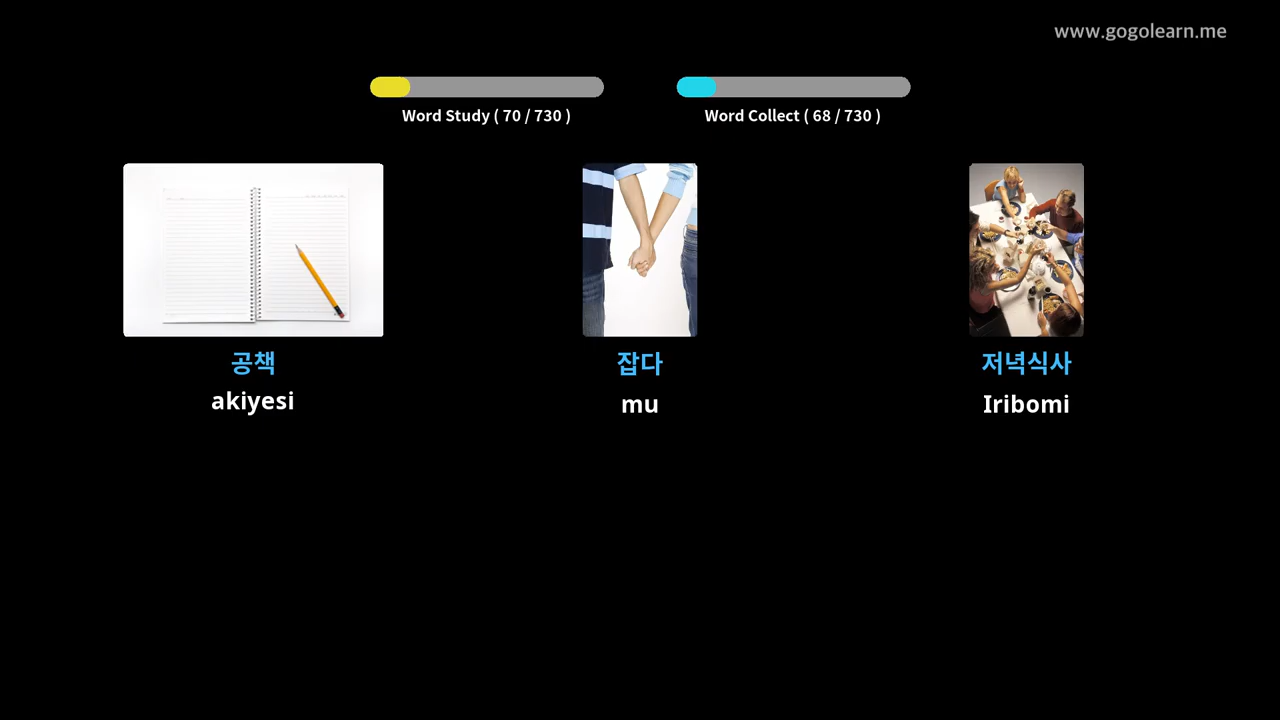 www.gogolearn.me
Word Study ( 70 / 730 )
Word Collect ( 68 / 730 )
공책
akiyesi
잡다
mu
저녁식사
Iribomi